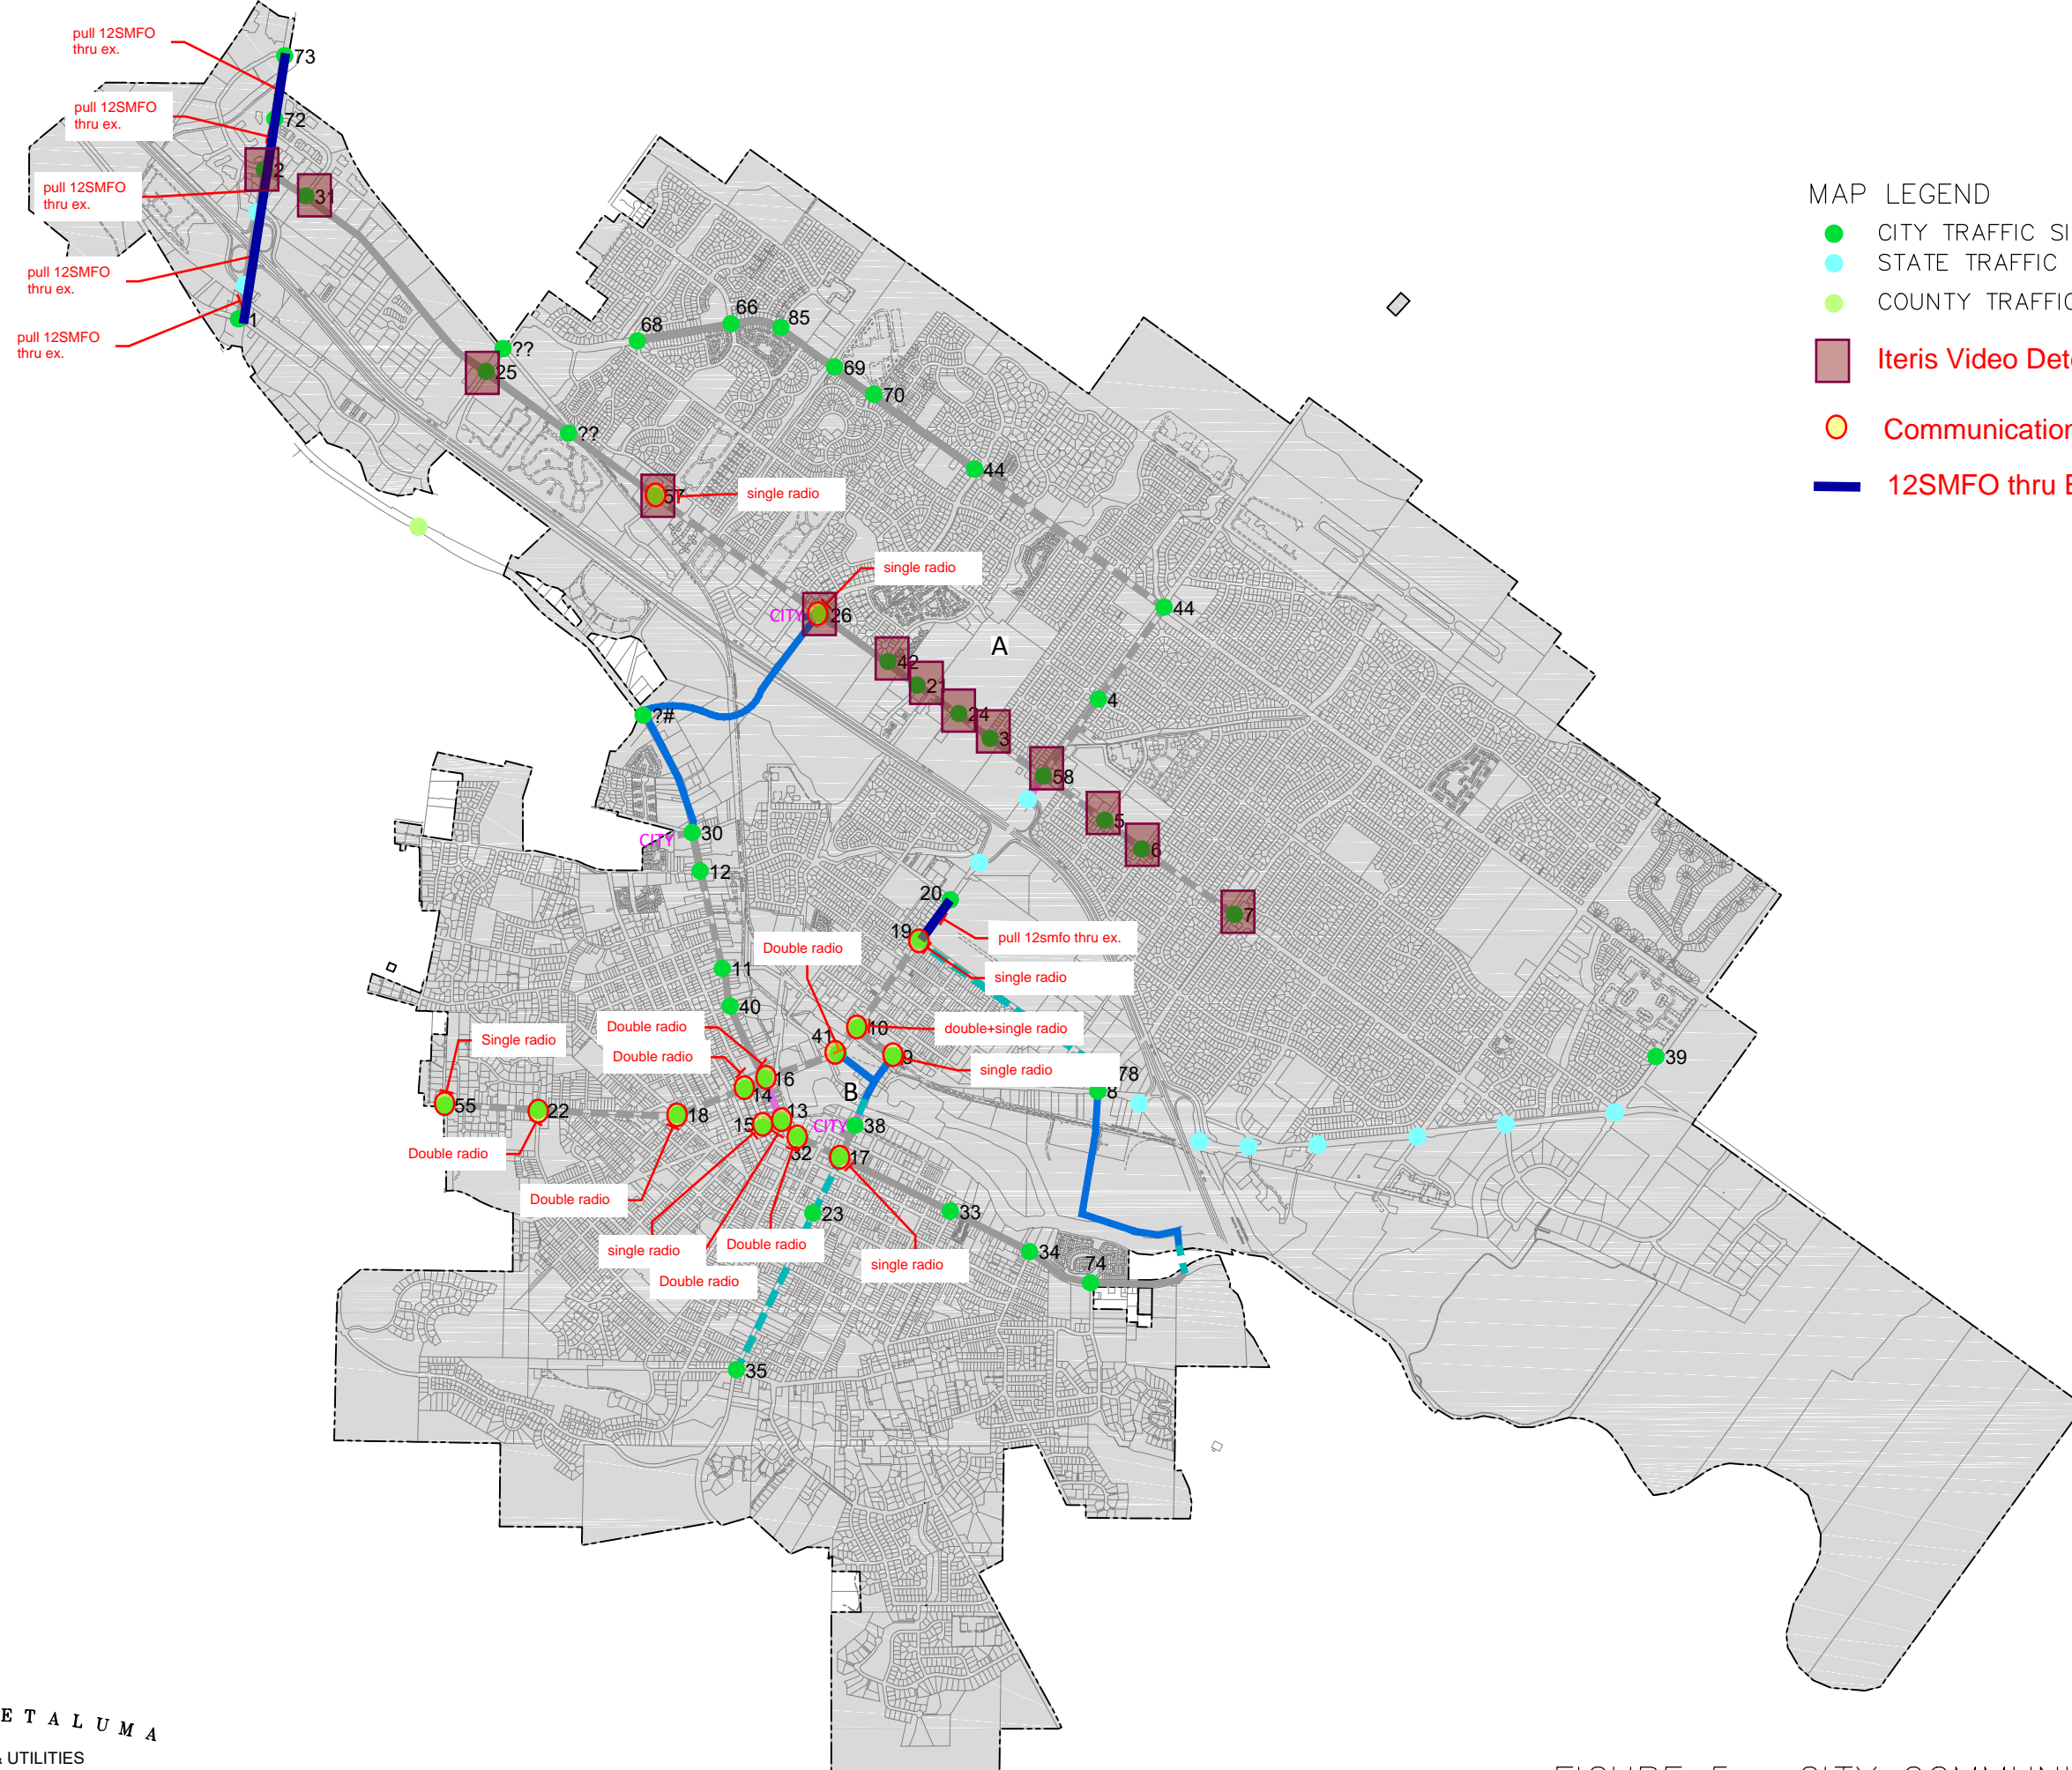 pull 12SMFO
thru ex.
73
pull 12SMFO
thru ex.
72
2
31
pull 12SMFO
thru ex.
pull 12SMFO
thru ex.
1
pull 12SMFO
thru ex.
MAP LEGEND
CITY TRAFFIC SI
STATE TRAFFIC
COUNTY TRAFFIC
Iteris Video Det
Communication
12SMFO thru E
66
85
68
??
25
69
70
??
44
57
single radio
single radio
CITY
26
44
A
42
21
4
24
?#
3
58
30
CITY
5
12
6
20
7
19
pull 12smfo thru ex.
Double radio
11
single radio
40
Double radio
10
double+single radio
Single radio
41
Double radio
9
single radio
39
78
16
8
14
B
55
22
18
13
15
CITY
38
32
Double radio
17
Double radio
23
33
single radio
Double radio
34
single radio
74
Double radio
35
ETALUMA
& UTILITIES
FIGURE 5 CITY COMMUNI